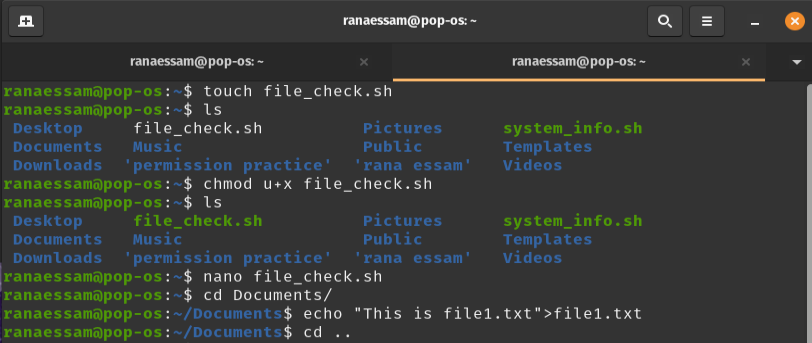 ranaessam@pop-os: ~
ranaessam@pop-os: ~ × ranaessam@pop-os: ~ ×
ranaessam@pop-os:~$ touch file_check.sh
ranaessam@pop-os:~$ ls
Desktop file_check.sh Pictures system_info.sh
Documents Music Public Templates
Downloads 'permission practice' 'rana essam' Videos
ranaessam@pop-os:~$ chmod u+x file_check.sh
ranaessam@pop-os:~$ ls
Desktop file_check.sh Pictures system_info.sh
Documents Music Public Templates
Downloads 'permission practice' 'rana essam' Videos
ranaessam@pop-os:~$ nano file_check.sh
ranaessam@pop-os:~$ cd Documents/
ranaessam@pop-os:~/Documents$ echo "This is file1.txt">file1.txt
ranaessam@pop-os:~/Documents$ cd ..